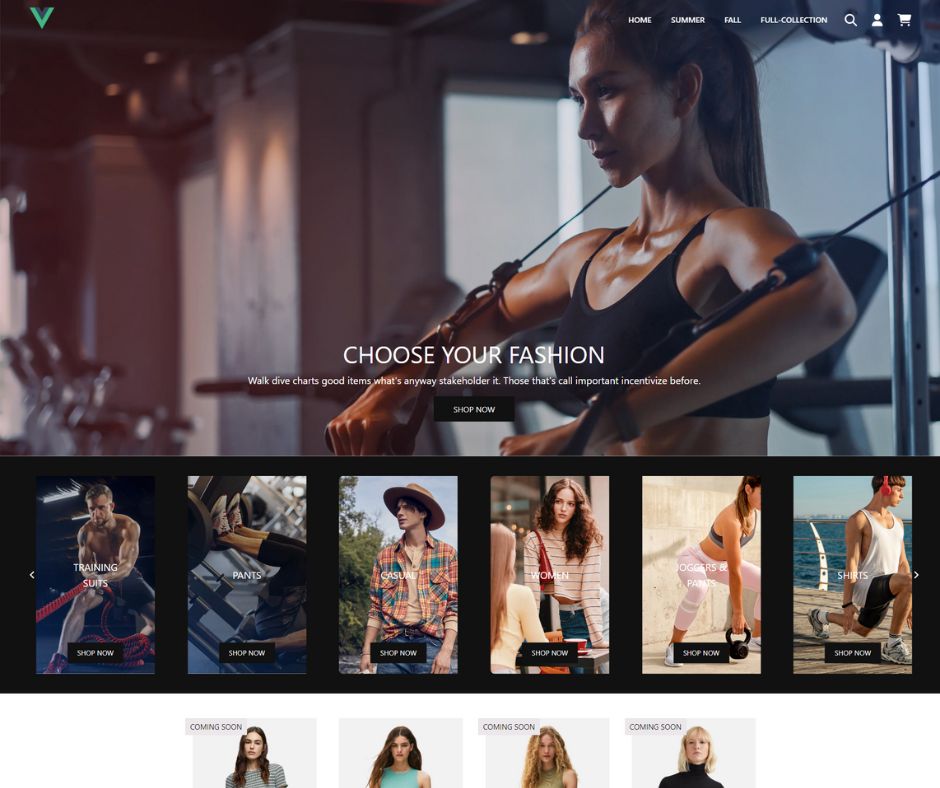 HOME SUMMER FALL FULL-COLLECTION
CHOOSE YOUR FASHION
Walk dive charts good items what's anyway stakeholder it. Those that's call important incentivize before.
SHOP NOW
TRAINING
SUITS
SHOP NOW
PANTS
SHOP NOW
CASUAL
SHOP NOW
WOMEN
SHOP NOW
JOGGERS &
PANTS
SHOP NOW
SHIRTS
SHOP NOW
COMING SOON
COMING SOON
COMING SOON